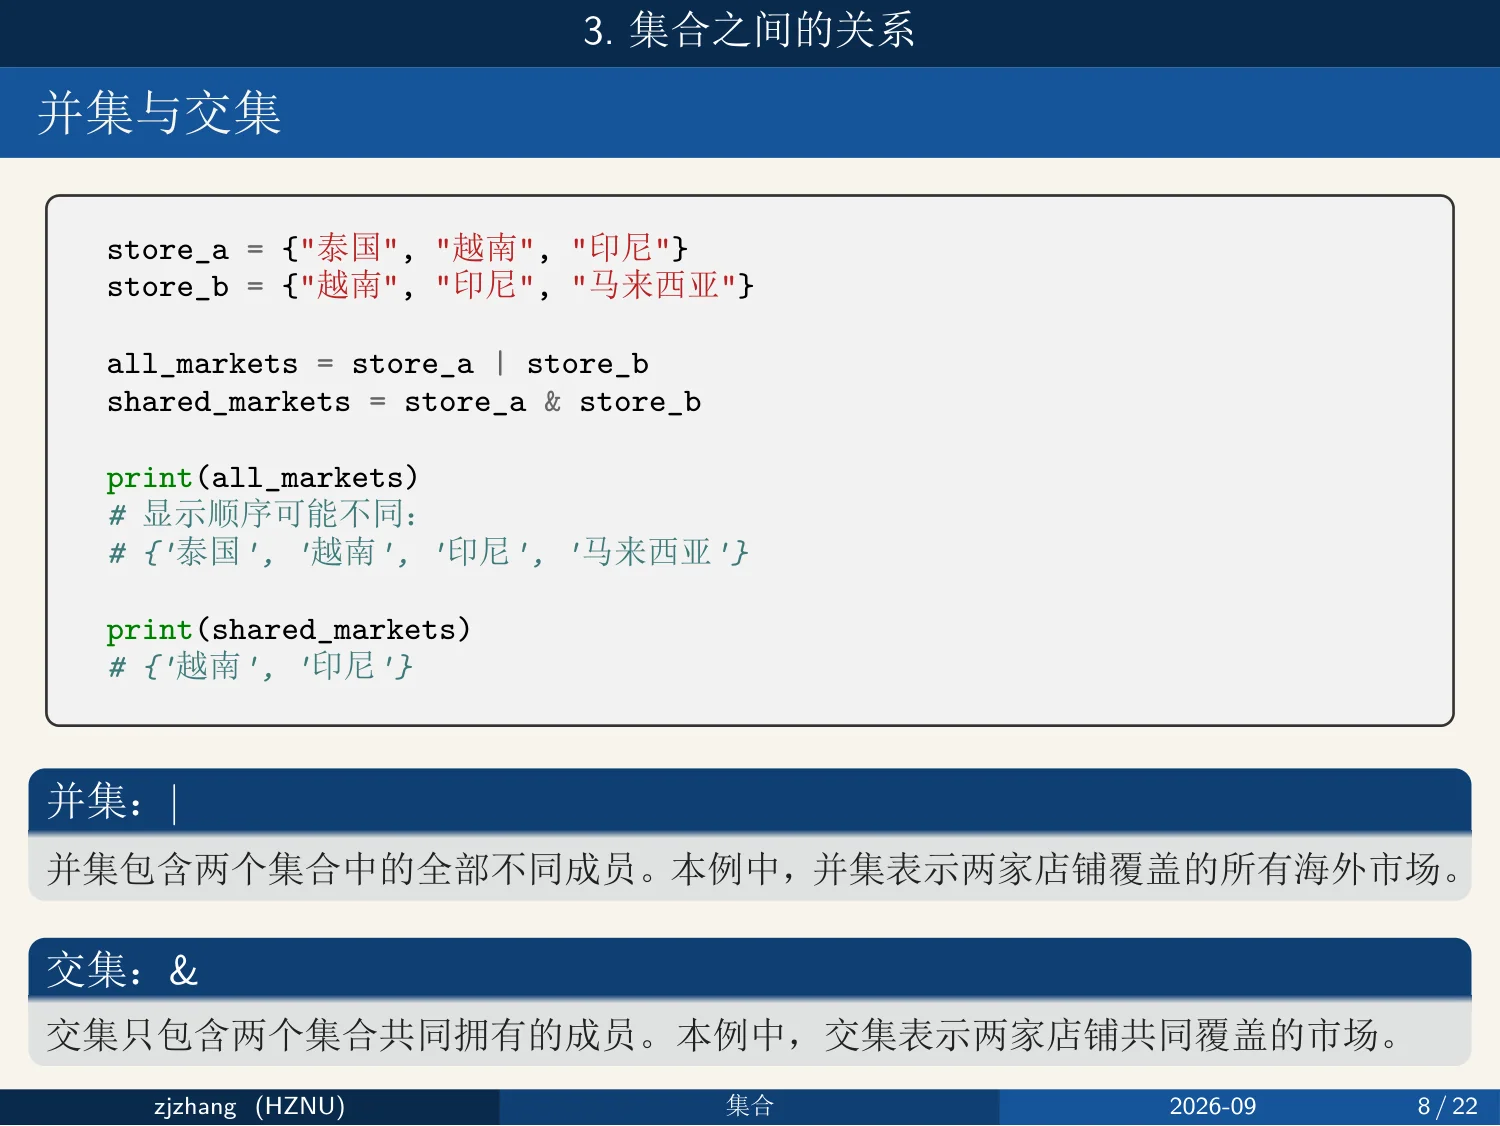 3. 集合之间的关系
并集与交集
store_a = {"泰国", "越南", "印尼"}
store_b = {"越南", "印尼", "马来西亚"}
all_markets = store_a | store_b
shared_markets = store_a & store_b
print(all_markets)
# 显示顺序可能不同：
# {'泰国', '越南', '印尼', '马来西亚'}
print(shared_markets)
# {'越南', '印尼'}
并集：|
并集包含两个集合中的全部不同成员。本例中，并集表示两家店铺覆盖的所有海外市场。
交集：&
交集只包含两个集合共同拥有的成员。本例中，交集表示两家店铺共同覆盖的市场。
zjzhang (HZNU) 集合 2026-09 8 / 22